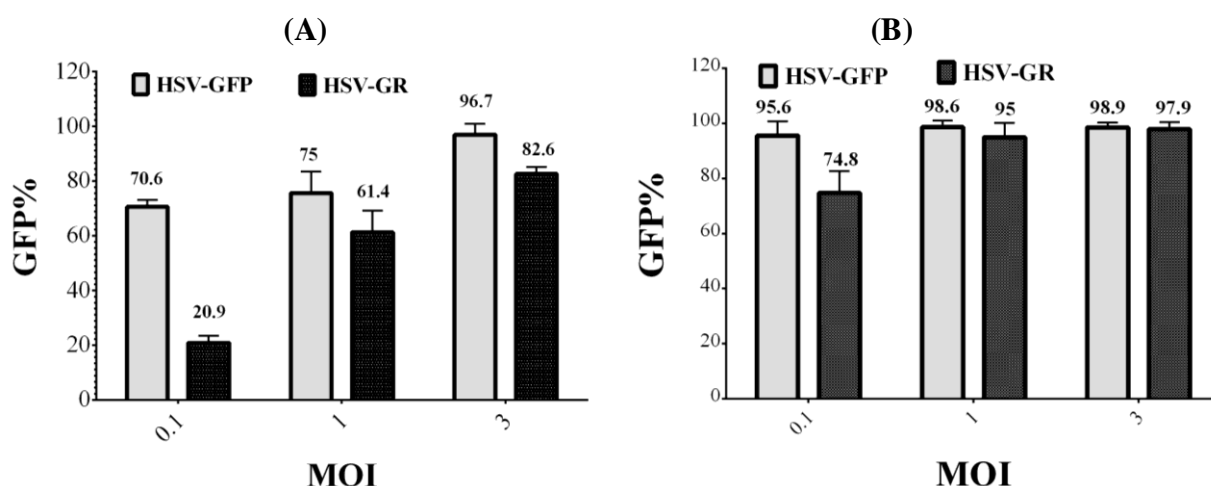 (A) (B)
120 HSV-GFP HSV-GR
100 96.7
80 70.6 75 61.4 82.6
60
40
20 20.9
0
0.1 1 3
GFP%
MOI
120 HSV-GFP HSV-GR
100 95.6 98.6 95 98.9 97.9
80 74.8
60
40
20
0
0.1 1 3
GFP%
MOI